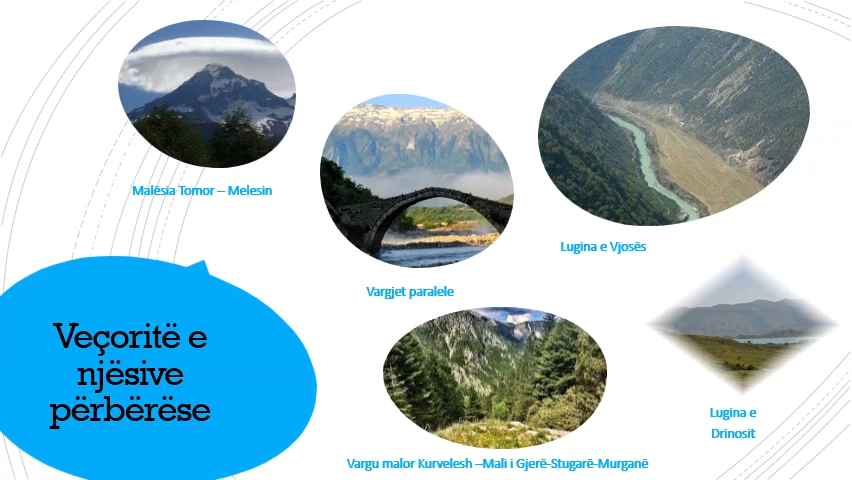 Malësia Tomor – Melesin
Lugina e Vjosës
Vargjet paralele
Veçoritë e
njësive
përbërëse
Lugina e
Drinosit
Vargu malor Kurvelesh –Mali i Gjerë-Stugarë-Murganë